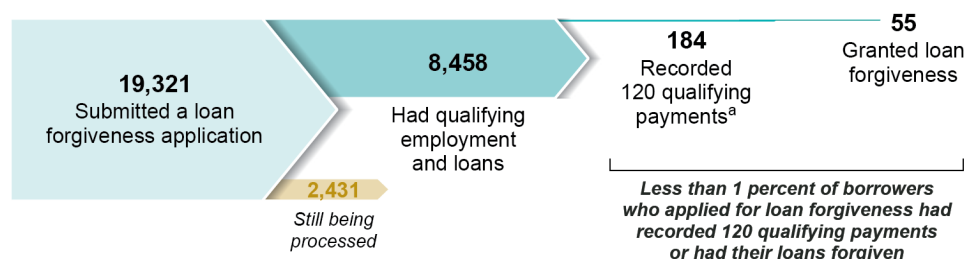 19,321
Submitted a loan
forgiveness application
2,431
Still being
processed
8,458
Had qualifying
employment
and loans
184
Recorded
120 qualifying
paymentsª
55
Granted loan
forgiveness
Less than 1 percent of borrowers
who applied for loan forgiveness had
recorded 120 qualifying payments
or had their loans forgiven